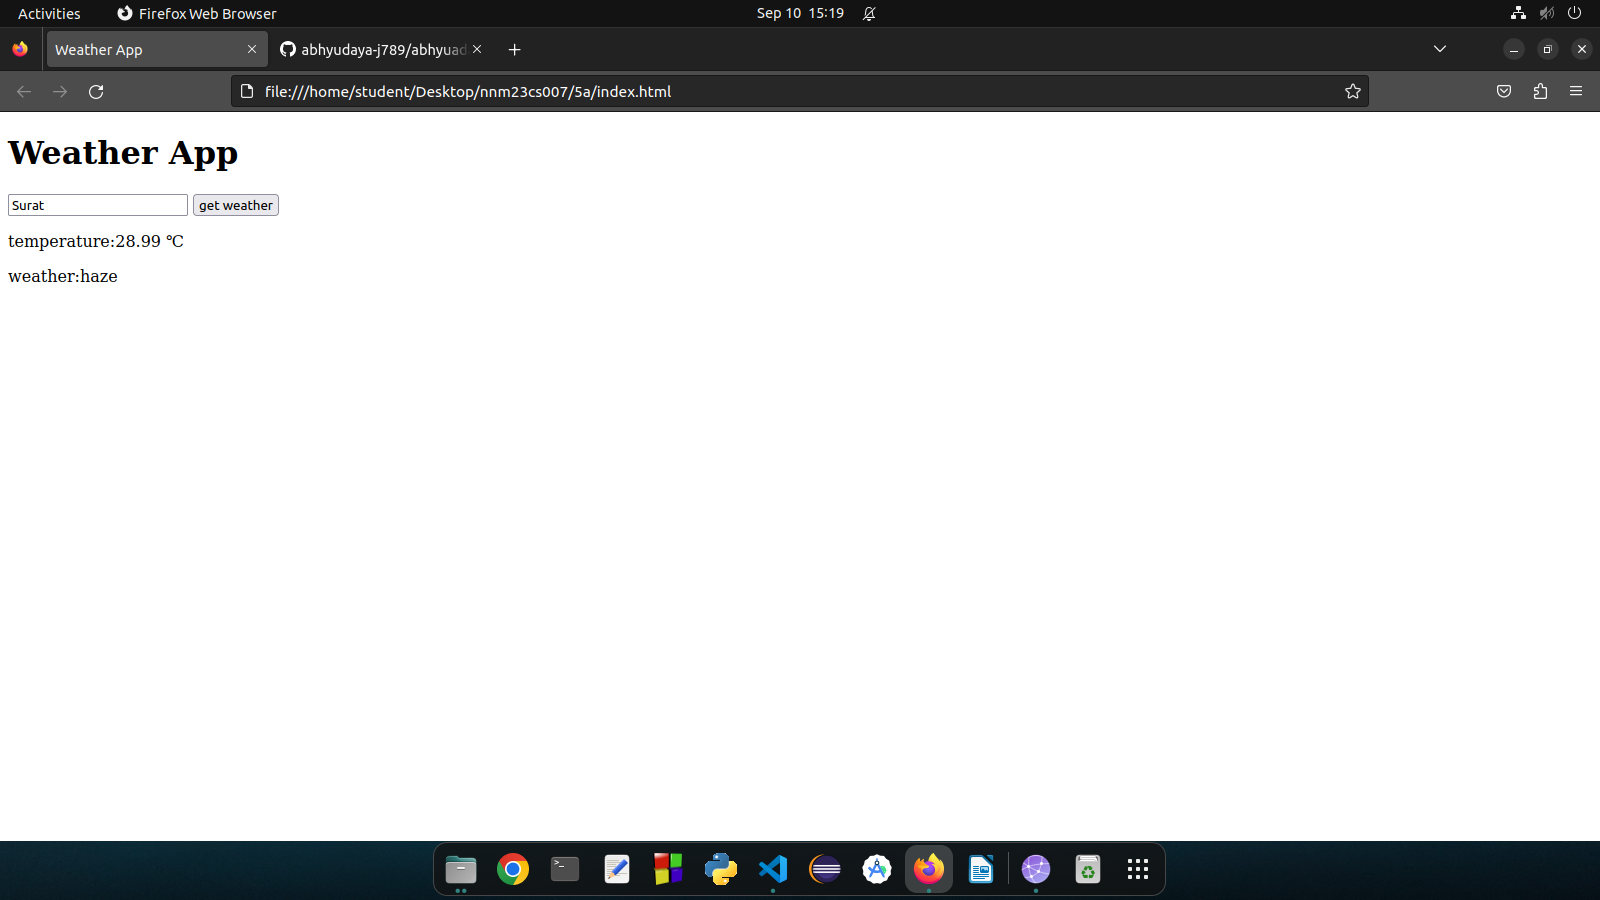 Activities Firefox Web Browser Sep 10 15:19
Weather App abhyudaya-j789/abhyuad
file:///home/student/Desktop/nnm23cs007/5a/index.html
Weather App
Surat get weather
temperature:28.99 °C
weather:haze